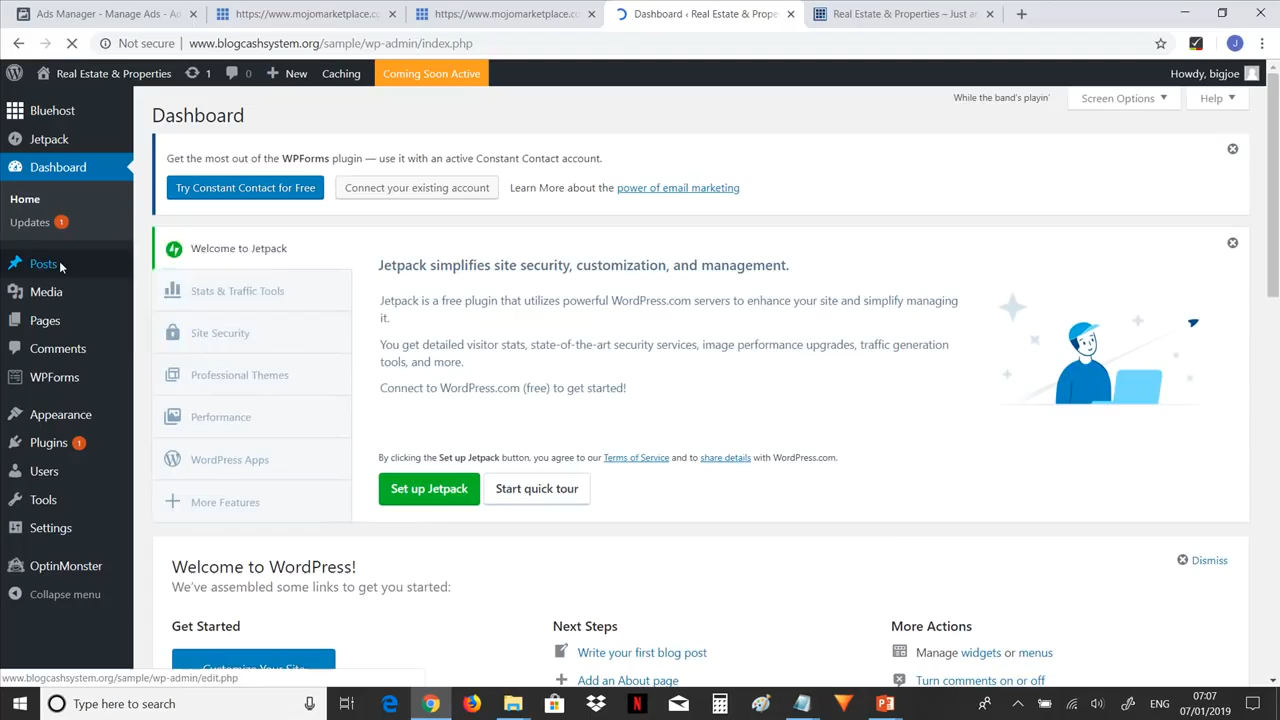 Ads Manager - Manage Ads - Ad
https://www.mojomarketplace.co
https://www.mojomarketplace.co
Dashboard ‹ Real Estate & Prope
Real Estate & Properties – Just an
Not secure
www.blogcashsystem.org/sample/wp-admin/index.php
J
Real Estate & Properties
1
0
New
Caching
Coming Soon Active
Howdy, bigjoe
Bluehost
Jetpack
Dashboard
Home
Updates 1
Posts
Media
Pages
Comments
WPForms
Appearance
Plugins 1
Users
Tools
Settings
OptinMonster
Collapse menu
While the band's playin'
Screen Options
Help
Dashboard
Get the most out of the WPForms plugin — use it with an active Constant Contact account.
Try Constant Contact for Free
Connect your existing account
Learn More about the power of email marketing
Welcome to Jetpack
Stats & Traffic Tools
Site Security
Professional Themes
Performance
WordPress Apps
More Features
Jetpack simplifies site security, customization, and management.
Jetpack is a free plugin that utilizes powerful WordPress.com servers to enhance your site and simplify managing
it.
You get detailed visitor stats, state-of-the-art security services, image performance upgrades, traffic generation
tools, and more.
Connect to WordPress.com (free) to get started!
By clicking the Set up Jetpack button, you agree to our Terms of Service and to share details with WordPress.com.
Set up Jetpack
Start quick tour
Welcome to WordPress!
Dismiss
We've assembled some links to get you started:
Get Started
Next Steps
More Actions
Customize Your Site
Write your first blog post
Add an About page
Manage widgets or menus
Turn comments on or off
www.blogcashsystem.org/sample/wp-admin/edit.php
Type here to search
ENG
07:07
07/01/2019